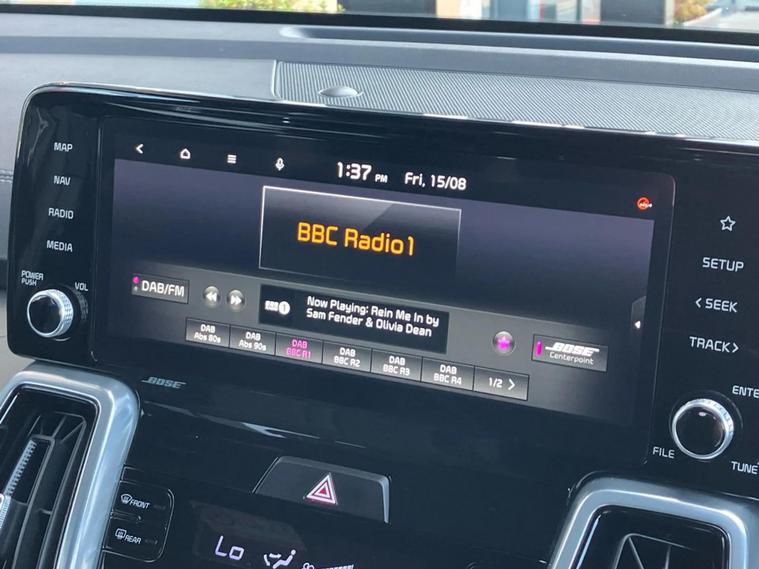 1:37 PM Fri, 15/08
MAP
NAV
RADIO
MEDIA
POWER
PUSH
VOL
BBC Radio1
DAB/FM
Now Playing: Rein Me In by
Sam Fender & Olivia Dean
DAB
Abs 80s
DAB
Abs 90s
DAB
BBC R1
DAB
BBC R2
DAB
BBC R3
DAB
BBC R4
1/2 >
BOSE
Centerpoint
SETUP
< SEEK
TRACK >
ENTE
FILE
TUNE
BOSE
FRONT
REAR
Lo